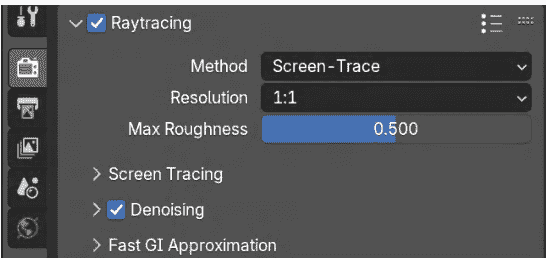 Raytracing
Method Screen-Trace
Resolution 1:1
Max Roughness 0.500
Screen Tracing
Denoising
Fast GI Approximation